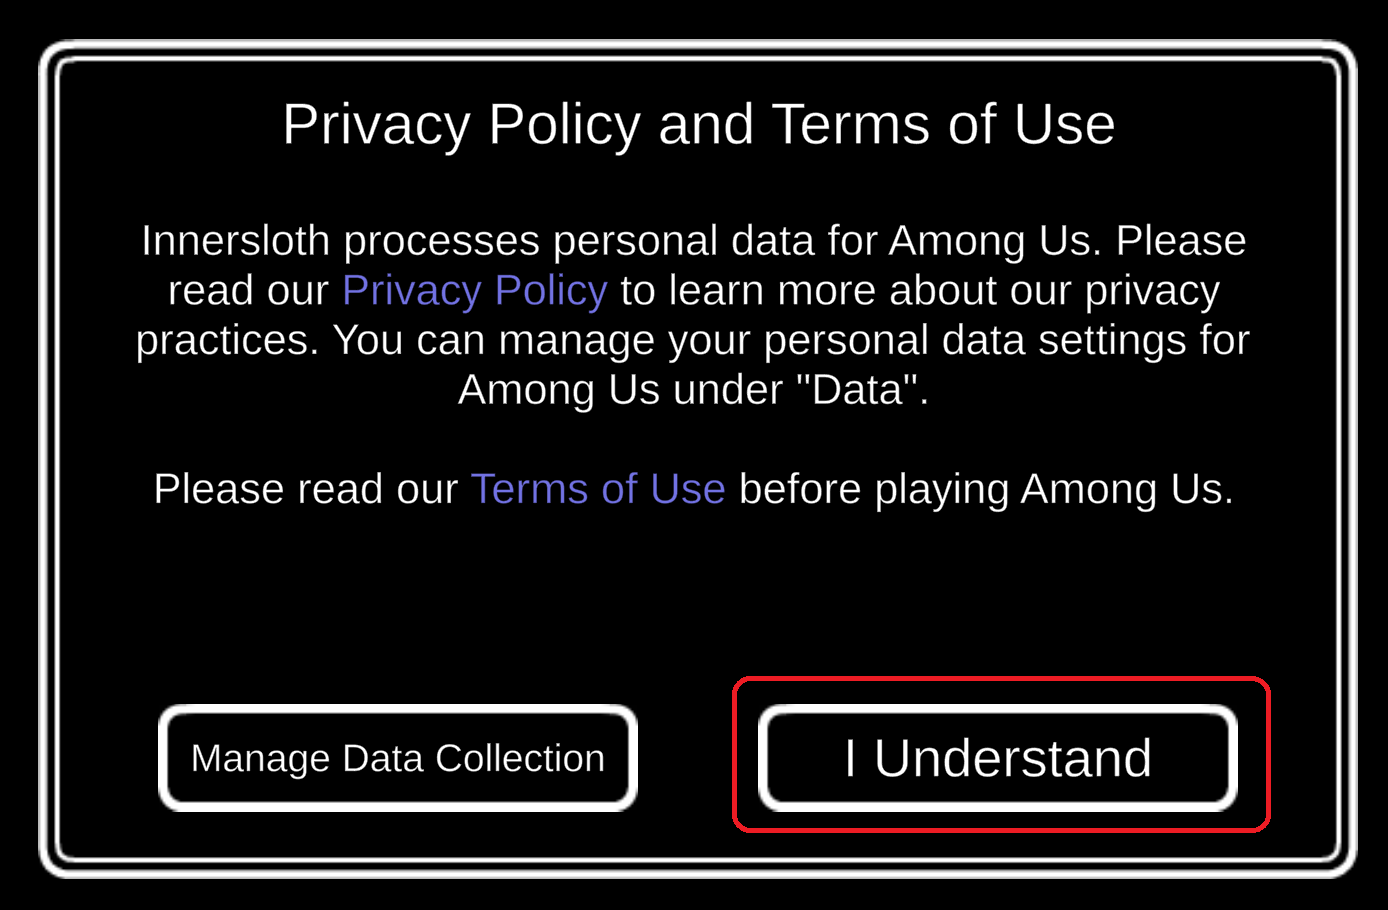 Privacy Policy and Terms of Use
Innersloth processes personal data for Among Us. Please
read our Privacy Policy to learn more about our privacy
practices. You can manage your personal data settings for
Among Us under "Data".
Please read our Terms of Use before playing Among Us.
Manage Data Collection
I Understand